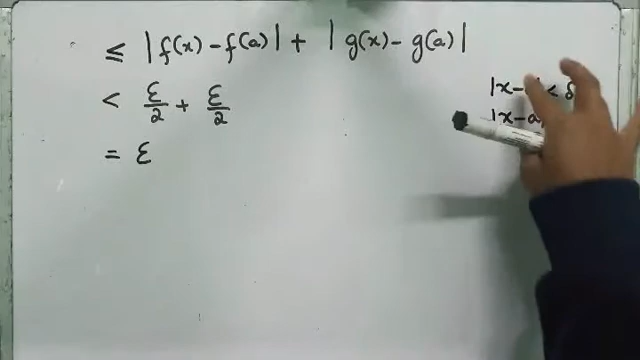 ≤ |f(x) - f(a)| + |g(x) - g(a)|
< ε/2 + ε/2
= ε
|x - < δ
|x - a